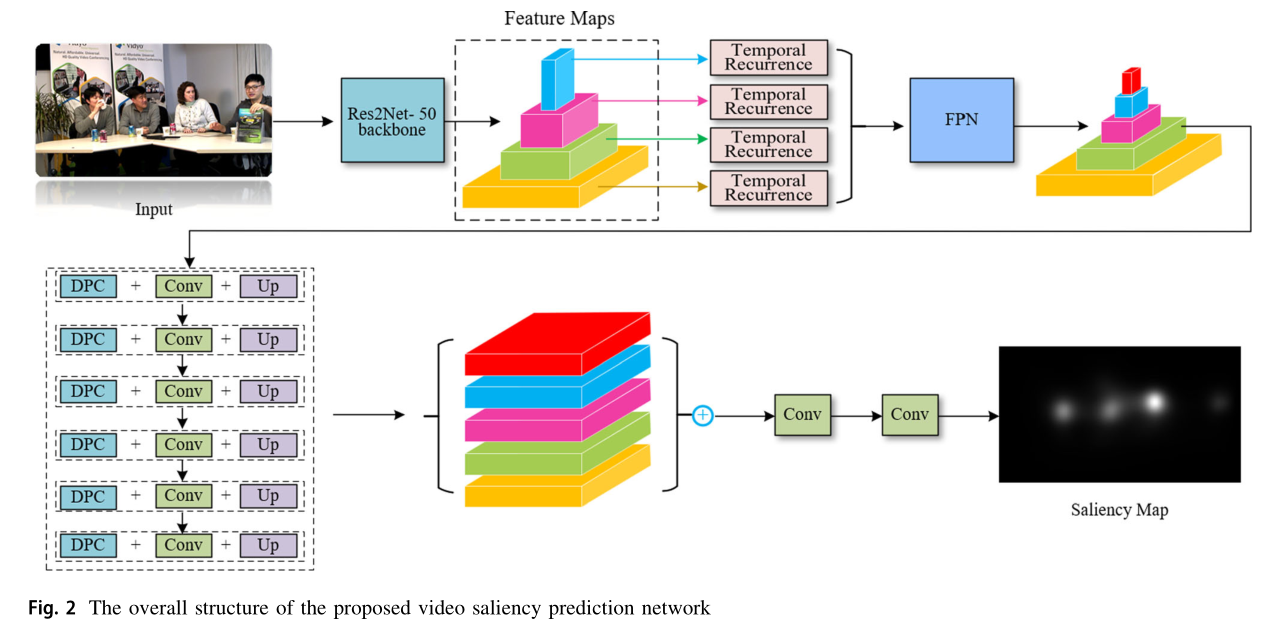 Feature Maps
Vidyo
Temporal
Recurrence
Temporal
Recurrence
Temporal
Recurrence
Temporal
Recurrence
Res2Net- 50
backbone
FPN
Input
DPC + Conv + Up
DPC + Conv + Up
DPC + Conv + Up
DPC + Conv + Up
DPC + Conv + Up
DPC + Conv + Up
+
Conv
Conv
Saliency Map
Fig. 2 The overall structure of the proposed video saliency prediction network